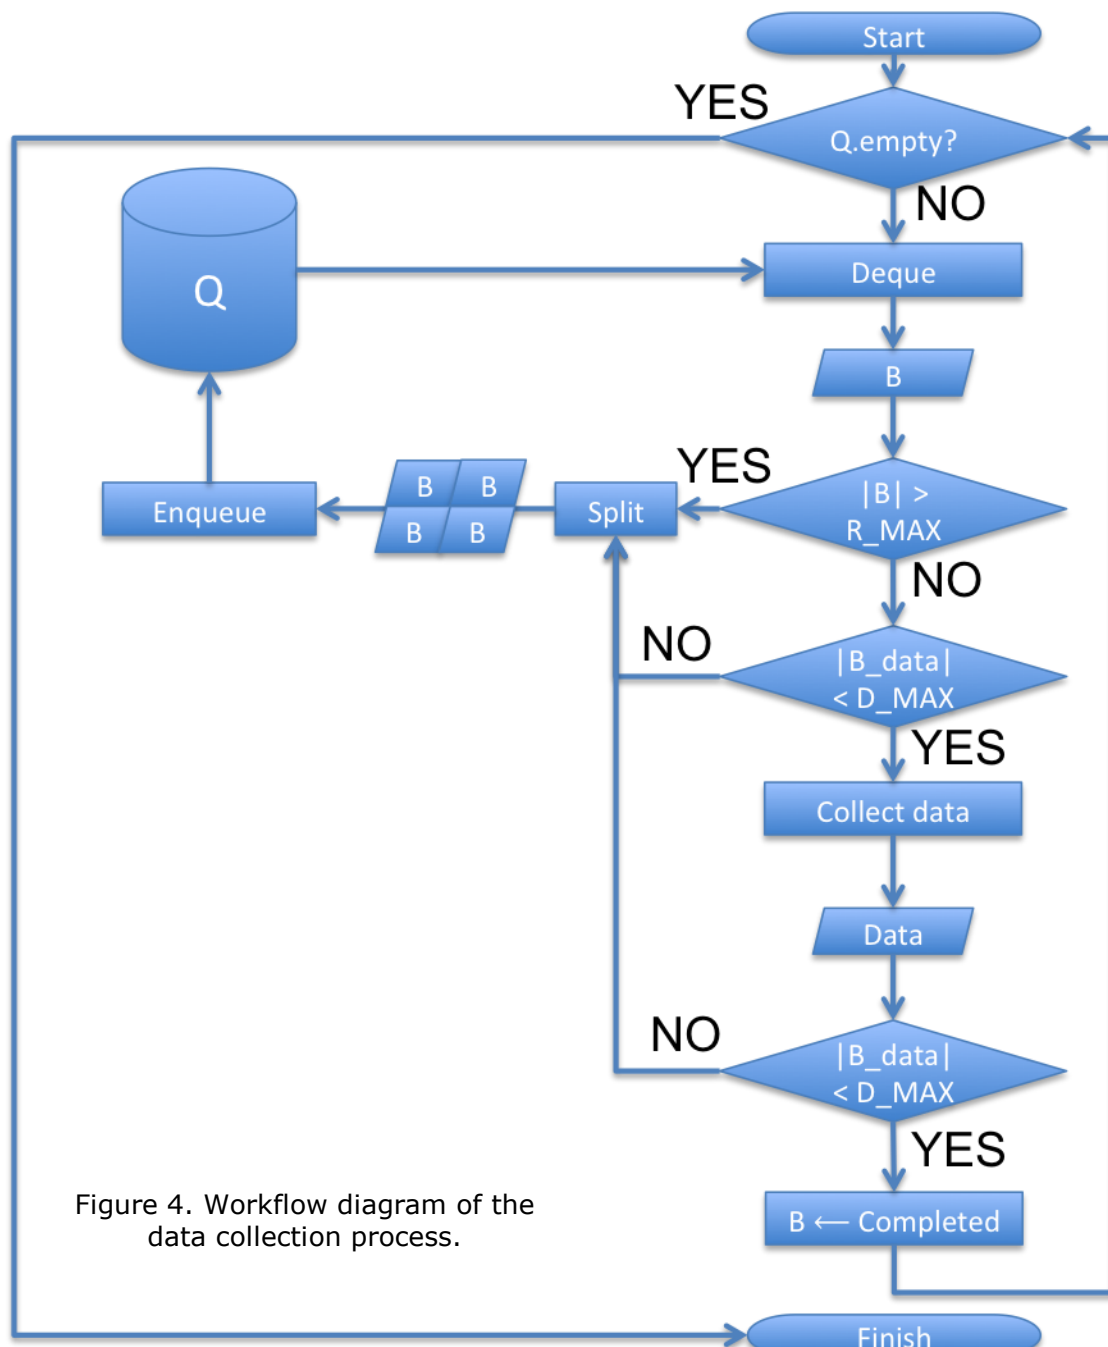 Start
YES
Q.empty?
NO
Q
Deque
B
YES
|B| >
R_MAX
Split
B B
B B
Enqueue
NO
NO
|B_data|
< D_MAX
YES
Collect data
Data
NO
|B_data|
< D_MAX
YES
B ← Completed
Figure 4. Workflow diagram of the
data collection process.
Finish